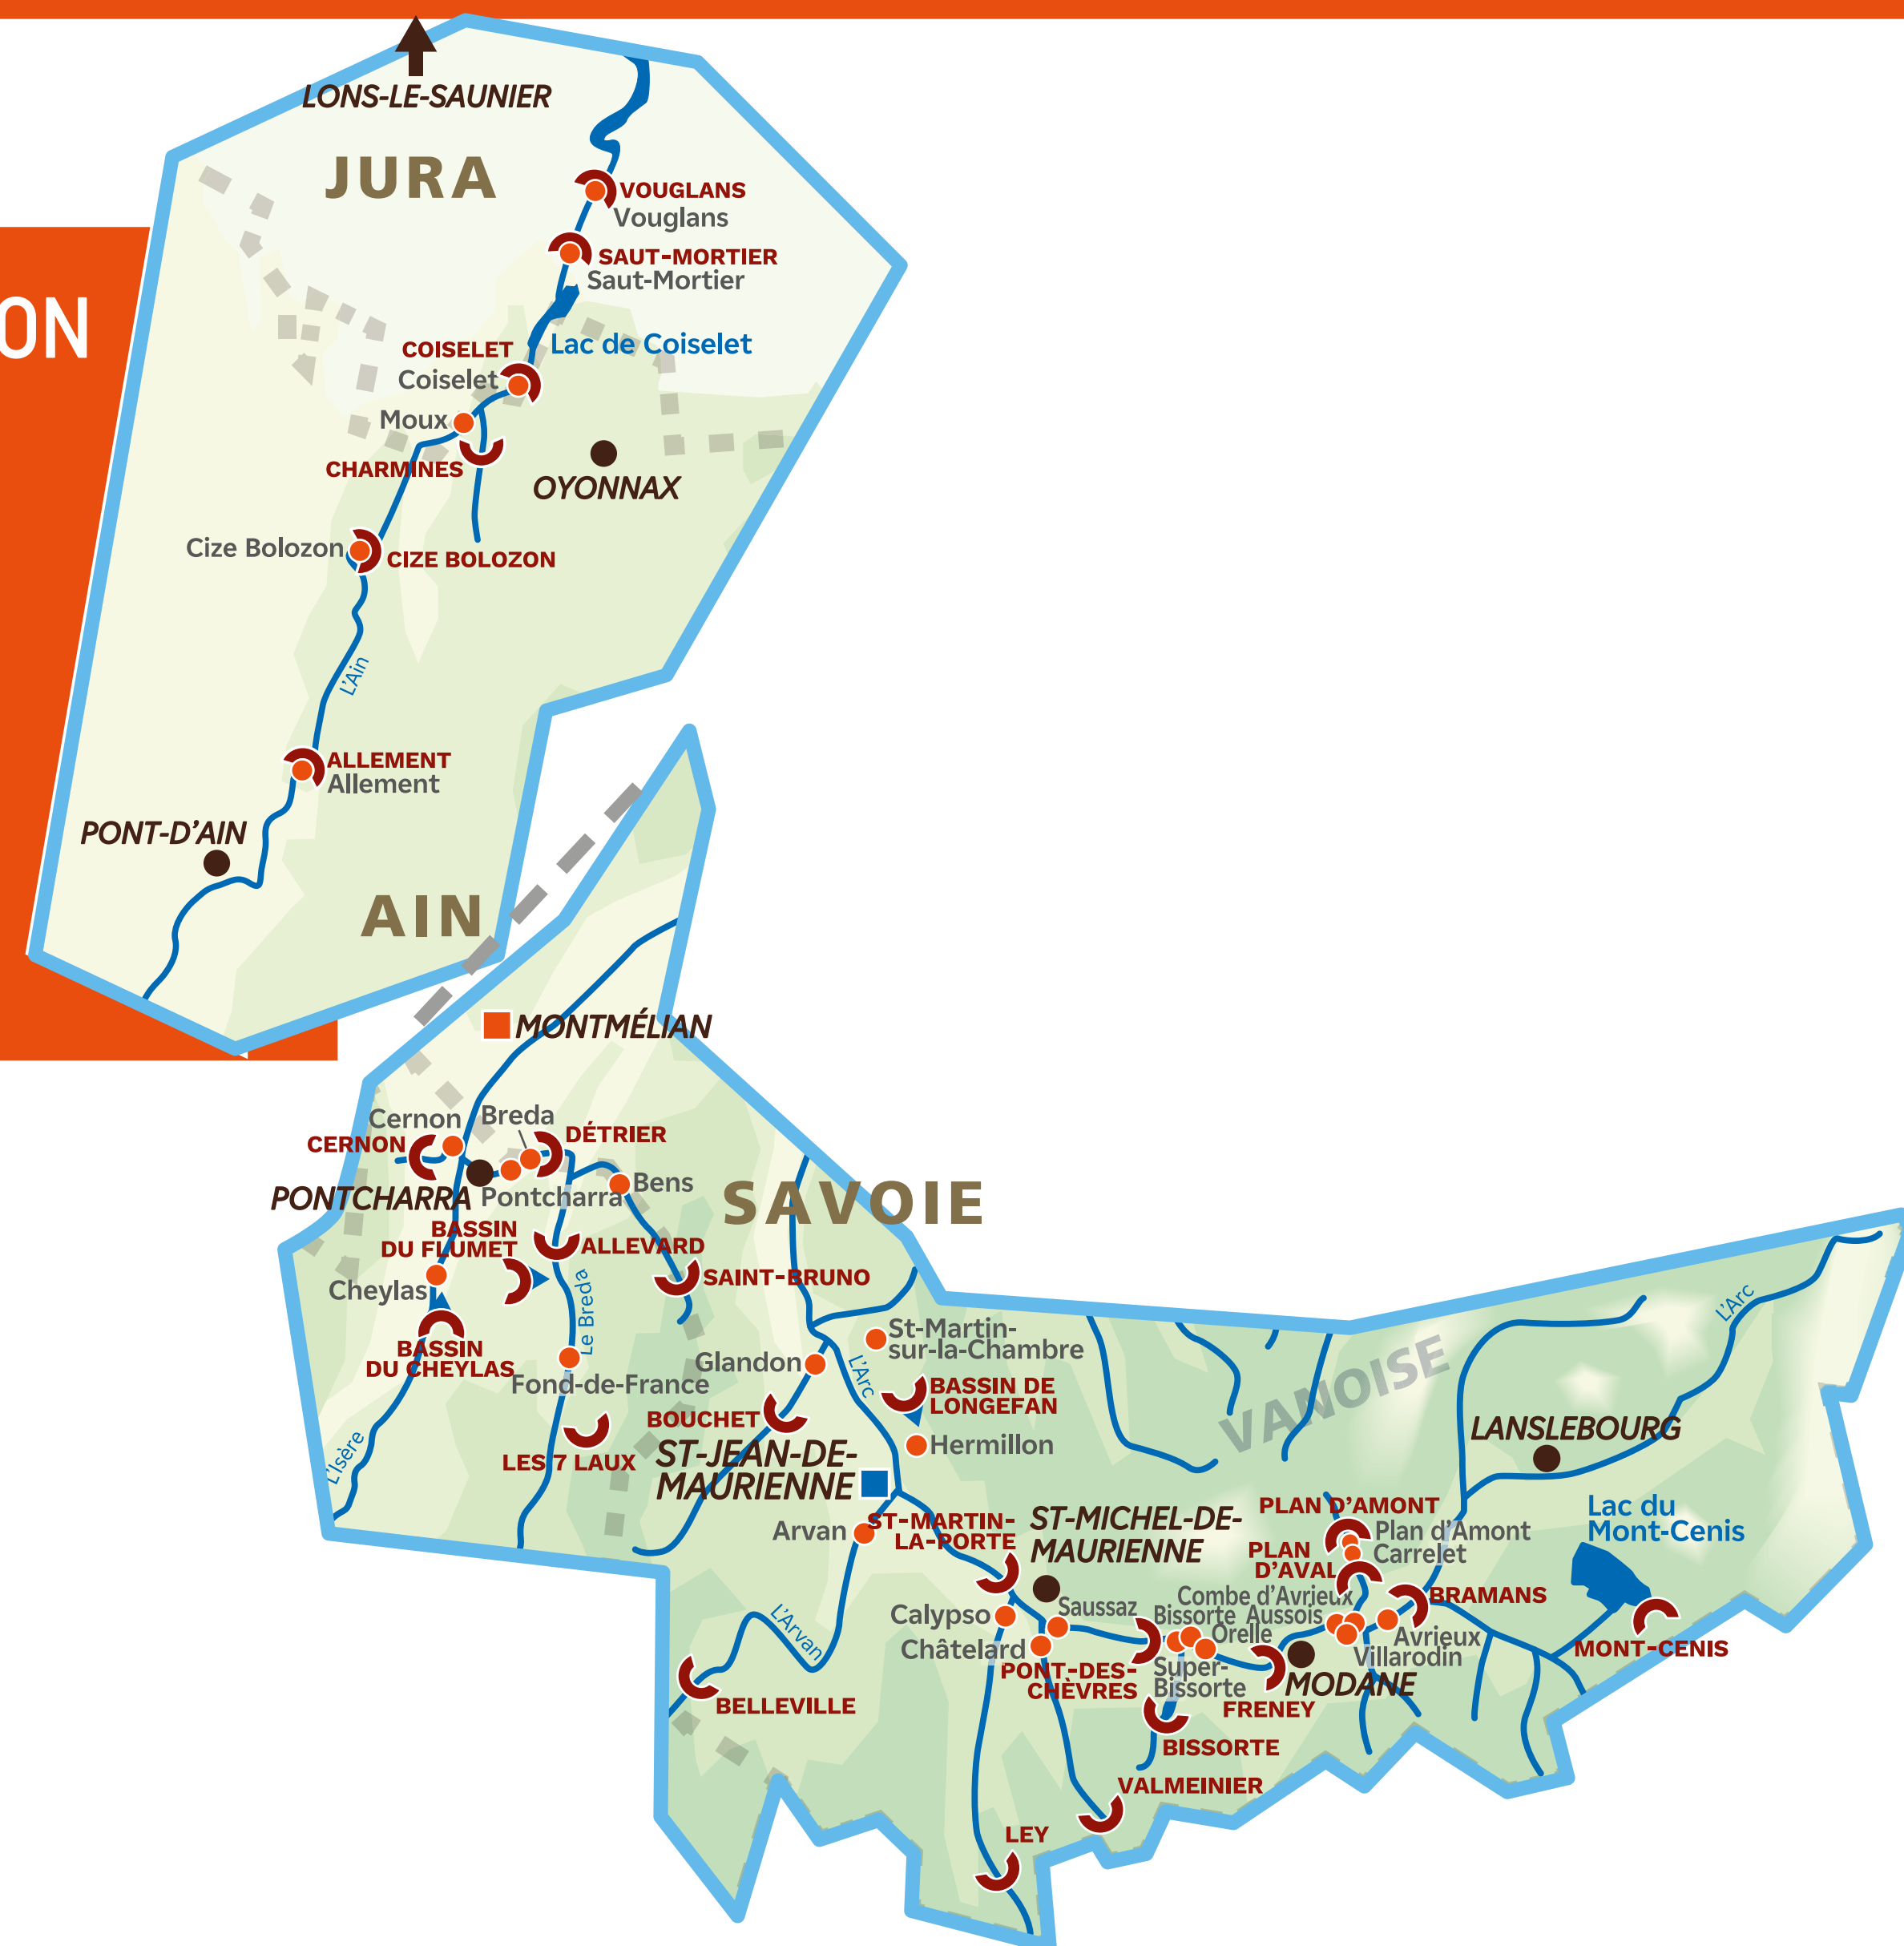 LONS-LE-SAUNIER
JURA
VOUGLANS
Vouglans
SAUT-MORTIER
Saut-Mortier
ON
Lac de Coiselet
COISELET
Coiselet
Moux
CHARMINES
OYONNAX
Cize Bolozon
CIZE BOLOZON
L'Ain
ALLEMENT
Allement
PONT-D'AIN
AIN
MONTMÉLIAN
Cernon
Breda
CERNON
DÉTRIER
Bens
PONTCHARRA
Pontcharra
SAVOIE
BASSIN
DU FLUMET
ALLEVARD
SAINT-BRUNO
Cheylas
Le Breda
BASSIN
DU CHEYLAS
Fond-de-France
Glandon
L'Arc
St-Martin-
sur-la-Chambre
BASSIN DE
LONGEFAN
BOUCHET
Hermillon
LES 7 LAUX
L'Isère
ST-JEAN-DE-
MAURIENNE
VANOISE
L'Arc
LANSLEBOURG
Arvan
ST-MARTIN-
LA-PORTE
ST-MICHEL-DE-
MAURIENNE
PLAN D'AMONT
Plan d'Amont
Carrelet
PLAN
D'AVAL
Lac du
Mont-Cenis
BRAMANS
MONT-CENIS
Combe d'Avrieux
Calypso
Saussaz
Bissorte
Aussois
Orelle
Avrieux
Villarodin
Châtelard
L'Arvan
PONT-DES-
CHÈVRES
Super-
Bissorte
MODANE
FRENEY
BELLEVILLE
BISSORTE
VALMEINIER
LEY